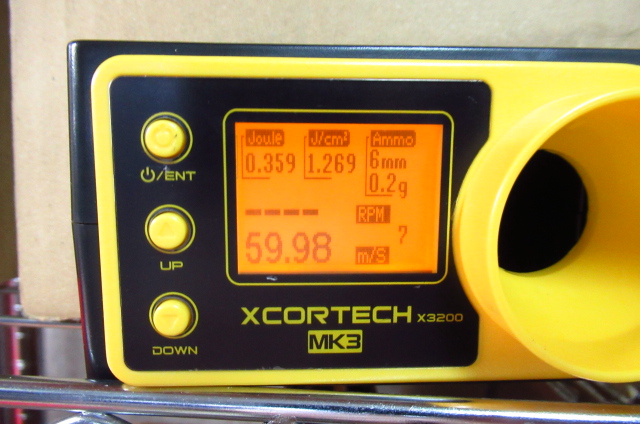 Joule J/cm² Ammo
0.359 1.269 6mm
0.2g
---- RPM
7
59.98 m/S
⏻/ENT
UP
DOWN
XCORTECH X3200
MK3